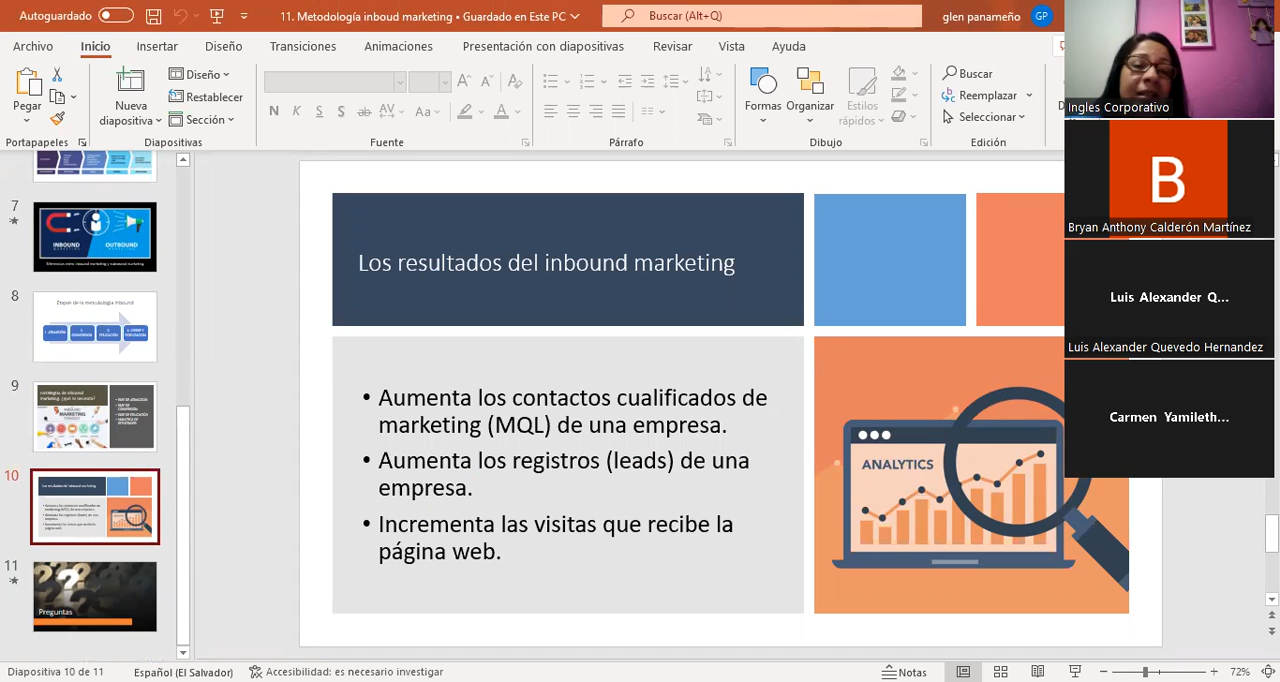 Autoguardado
11. Metodología inboud marketing • Guardado en Este PC
Buscar (Alt+Q)
glen panameño
GP
Archivo
Inicio
Insertar
Diseño
Transiciones
Animaciones
Presentación con diapositivas
Revisar
Vista
Ayuda
Pegar
Nueva
diapositiva
Diseño
Restablecer
Sección
N K S S ab AV Aa A
Formas
Organizar
Estilos
rápidos
Buscar
Reemplazar
Seleccionar
Portapapeles
Diapositivas
Fuente
Párrafo
Dibujo
Edición
Ingles Corporativo
B
Bryan Anthony Calderón Martínez
Luis Alexander Q...
Luis Alexander Quevedo Hernandez
Carmen Yamileth...
7
INBOUND
OUTBOUND
8
9
MARKETING
10
11
Preguntas
Los resultados del inbound marketing
• Aumenta los contactos cualificados de
marketing (MQL) de una empresa.
• Aumenta los registros (leads) de una
empresa.
• Incrementa las visitas que recibe la
página web.
ANALYTICS
Diapositiva 10 de 11
Español (El Salvador)
Accesibilidad: es necesario investigar
Notas
72%